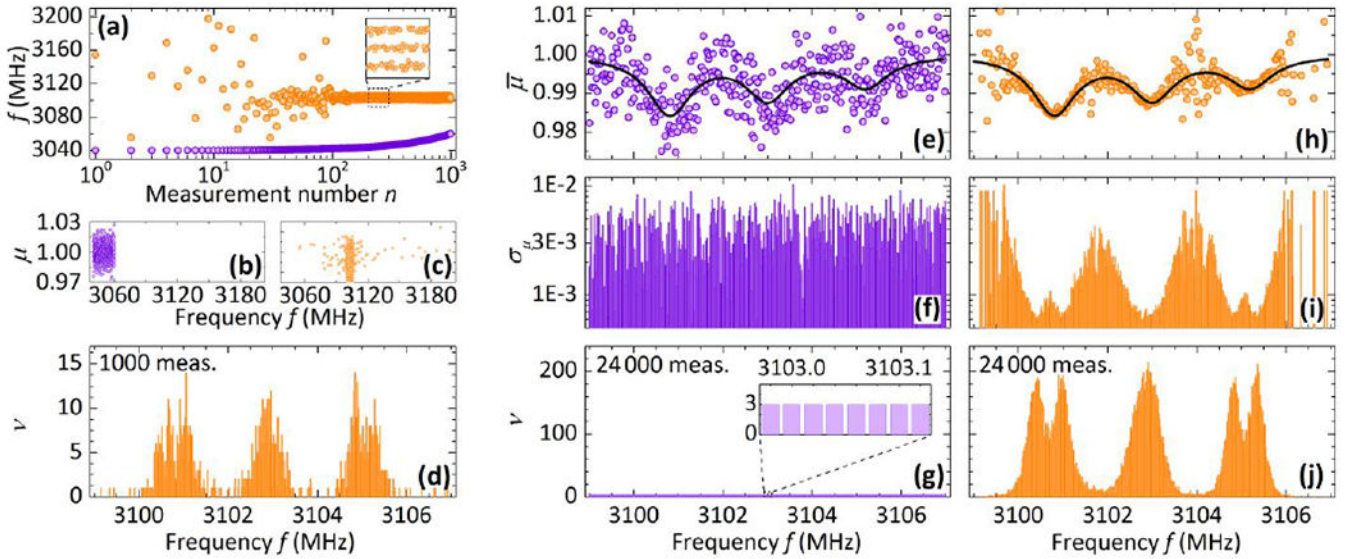 (a)
f (MHz)
3200
3160
3120
3080
3040
10⁰ 10¹ 10² 10³
Measurement number n
μ
1.03
1.00
0.97
(b)
(c)
3060 3120 3180
3060 3120 3180
Frequency f (MHz)
1000 meas.
ν
15
10
5
0
(d)
3100 3102 3104 3106
Frequency f (MHz)
μ̅
1.01
1.00
0.99
0.98
(e)
σμ
1E-2
3E-3
1E-3
(f)
24 000 meas.
3103.0 3103.1
3
0
ν
200
100
0
(g)
3100 3102 3104 3106
Frequency f (MHz)
(h)
(i)
24 000 meas.
(j)
3100 3102 3104 3106
Frequency f (MHz)